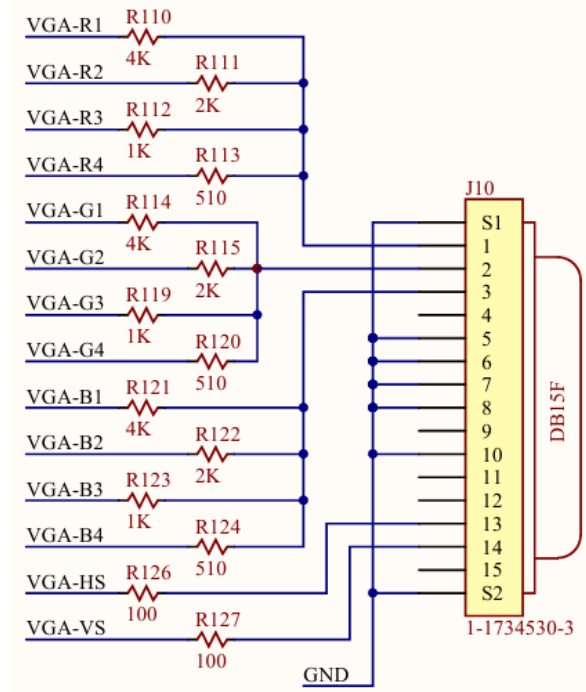 VGA-R1 R110 4K
VGA-R2 R111 2K
VGA-R3 R112 1K
VGA-R4 R113 510
VGA-G1 R114 4K
VGA-G2 R115 2K
VGA-G3 R119 1K
VGA-G4 R120 510
VGA-B1 R121 4K
VGA-B2 R122 2K
VGA-B3 R123 1K
VGA-B4 R124 510
VGA-HS R126 100
VGA-VS R127 100
GND
J10
S1
1
2
3
4
5
6
7
8
9
10
11
12
13
14
15
S2
DB15F
1-1734530-3